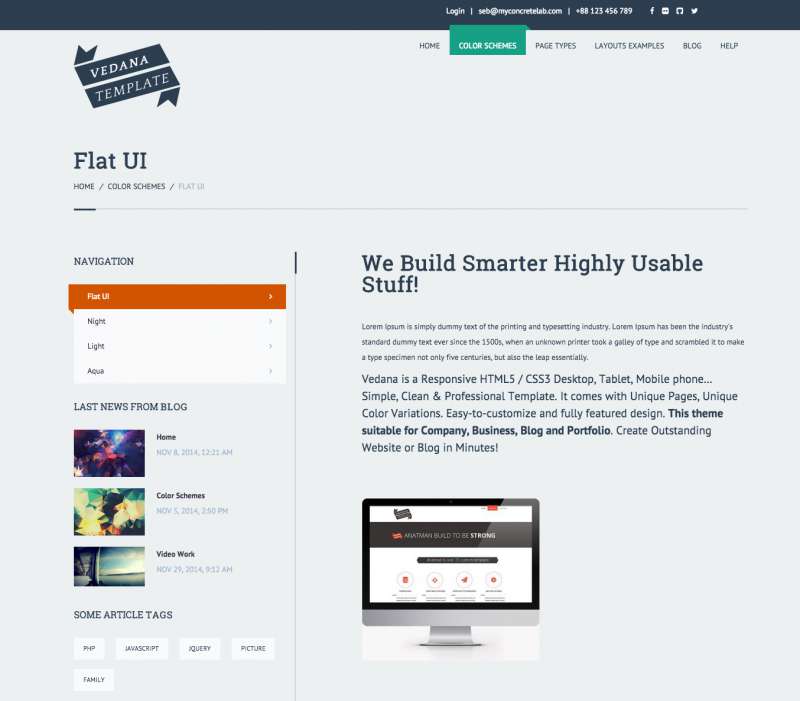 Login | seb@myconcretelab.com | +88 123 456 789
VEDANA
TEMPLATE
HOME COLOR SCHEMES PAGE TYPES LAYOUTS EXAMPLES BLOG HELP
Flat UI
HOME / COLOR SCHEMES / FLAT UI
NAVIGATION
Flat UI
Night
Light
Aqua
LAST NEWS FROM BLOG
Home
NOV 8, 2014, 12:21 AM
Color Schemes
NOV 5, 2014, 2:50 PM
Video Work
NOV 29, 2014, 9:12 AM
SOME ARTICLE TAGS
PHP JAVASCRIPT JQUERY PICTURE
FAMILY
We Build Smarter Highly Usable
Stuff!
Lorem Ipsum is simply dummy text of the printing and typesetting industry. Lorem Ipsum has been the industry's
standard dummy text ever since the 1500s, when an unknown printer took a galley of type and scrambled it to make
a type specimen not only five centuries, but also the leap essentially.
Vedana is a Responsive HTML5 / CSS3 Desktop, Tablet, Mobile phone...
Simple, Clean & Professional Template. It comes with Unique Pages, Unique
Color Variations. Easy-to-customize and fully featured design. This theme
suitable for Company, Business, Blog and Portfolio. Create Outstanding
Website or Blog in Minutes!
ANATMAN BUILD TO BE STRONG